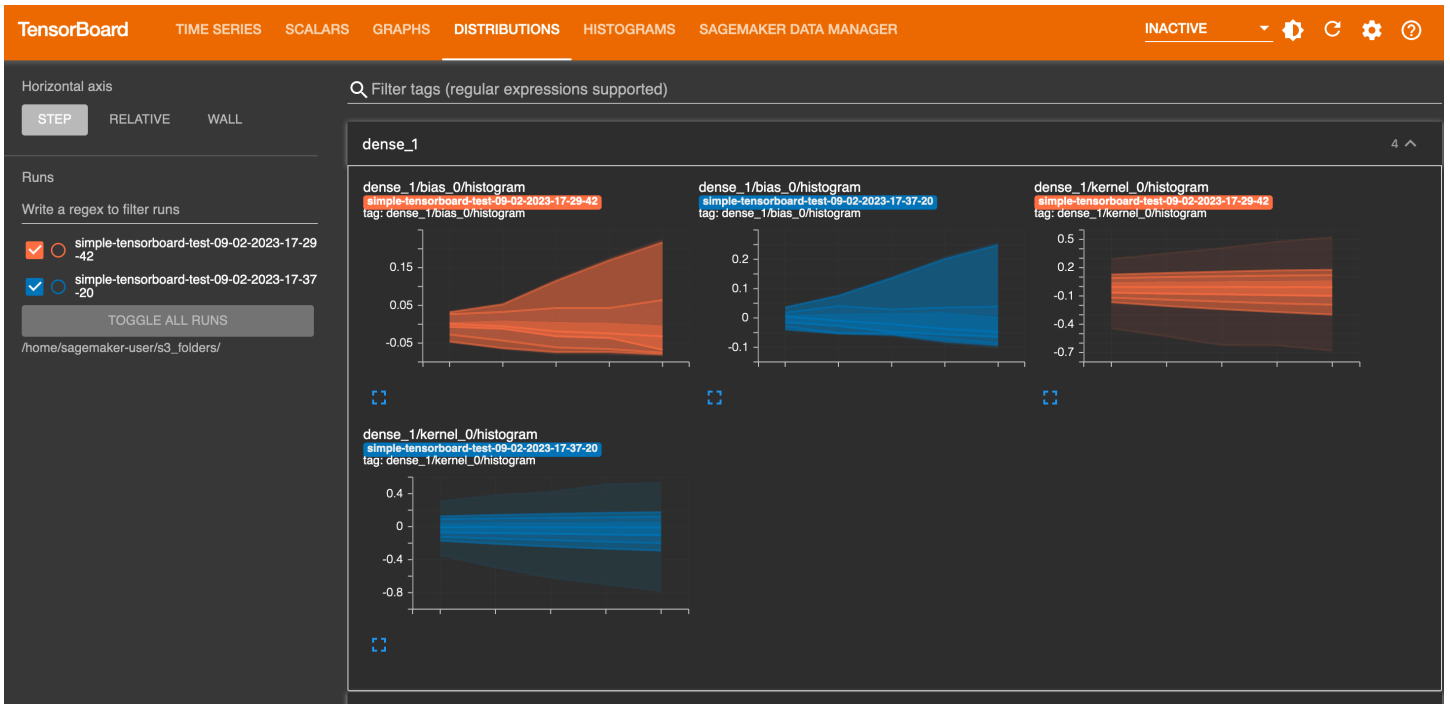 TensorBoard TIME SERIES SCALARS GRAPHS DISTRIBUTIONS HISTOGRAMS SAGEMAKER DATA MANAGER INACTIVE
Horizontal axis
STEP RELATIVE WALL
Runs
Write a regex to filter runs
simple-tensorboard-test-09-02-2023-17-29
-42
simple-tensorboard-test-09-02-2023-17-37
-20
TOGGLE ALL RUNS
/home/sagemaker-user/s3_folders/
Filter tags (regular expressions supported)
dense_1 4
dense_1/bias_0/histogram
simple-tensorboard-test-09-02-2023-17-29-42
tag: dense_1/bias_0/histogram
0.15
0.05
-0.05
dense_1/bias_0/histogram
simple-tensorboard-test-09-02-2023-17-37-20
tag: dense_1/bias_0/histogram
0.2
0.1
0
-0.1
dense_1/kernel_0/histogram
simple-tensorboard-test-09-02-2023-17-29-42
tag: dense_1/kernel_0/histogram
0.5
0.2
-0.1
-0.4
-0.7
dense_1/kernel_0/histogram
simple-tensorboard-test-09-02-2023-17-37-20
tag: dense_1/kernel_0/histogram
0.4
0
-0.4
-0.8